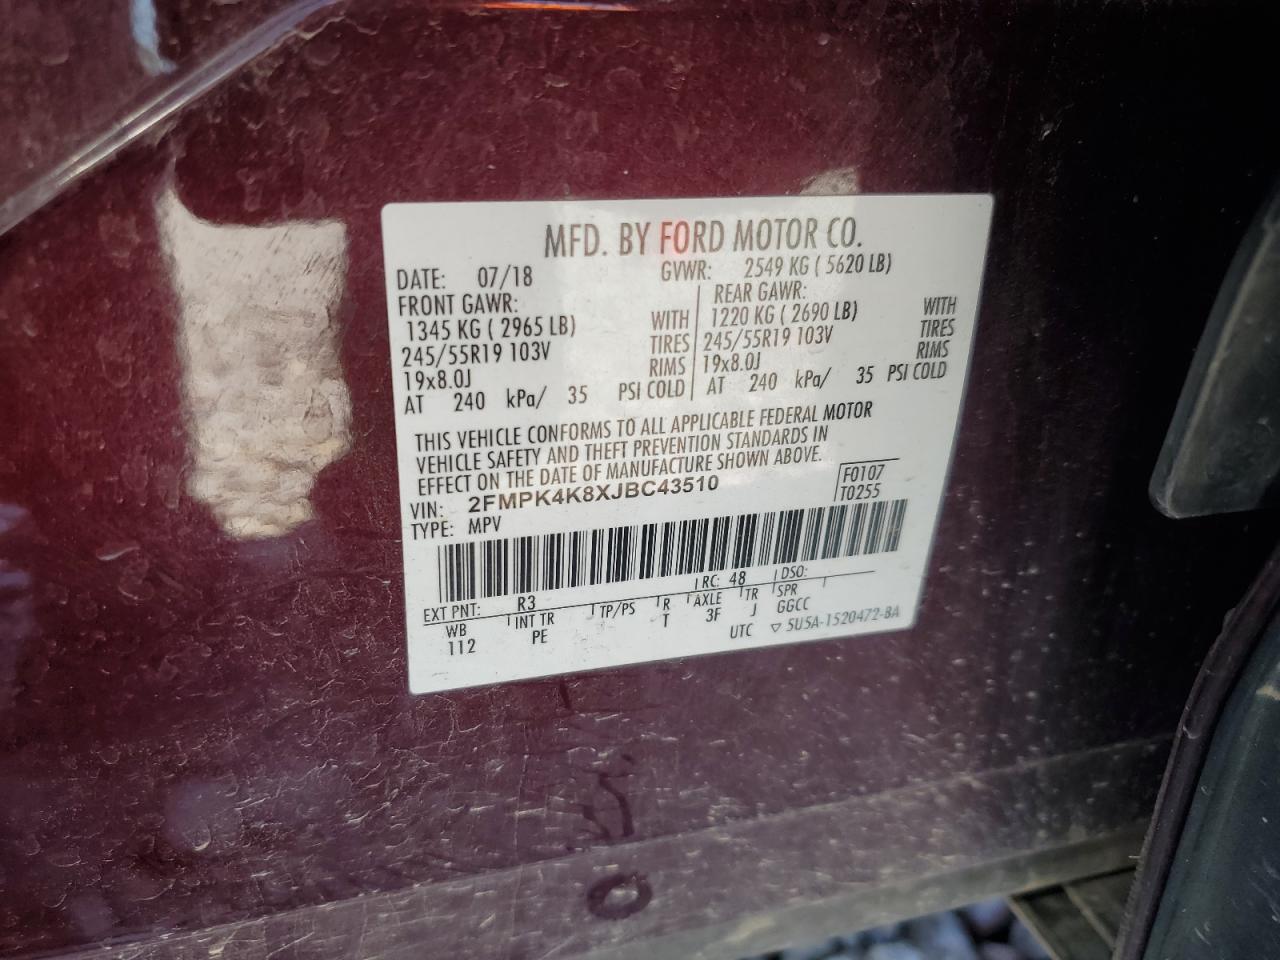 MFD. BY FORD MOTOR CO.
DATE: 07/18 GVWR: 2549 KG ( 5620 LB)
FRONT GAWR: REAR GAWR:
1345 KG ( 2965 LB) WITH 1220 KG ( 2690 LB) WITH
245/55R19 103V TIRES 245/55R19 103V TIRES
19x8.0J RIMS 19x8.0J RIMS
AT 240 kPa/ 35 PSI COLD AT 240 kPa/ 35 PSI COLD
THIS VEHICLE CONFORMS TO ALL APPLICABLE FEDERAL MOTOR
VEHICLE SAFETY AND THEFT PREVENTION STANDARDS IN
EFFECT ON THE DATE OF MANUFACTURE SHOWN ABOVE.
VIN: 2FMPK4K8XJBC43510 F0107
TYPE: MPV T0255
EXT PNT: R3 RC: 48 DSO:
WB INT TR TP/PS R AXLE TR SPR
112 PE T 3F J GGCC
UTC ▽ 5U5A-1520472-BA